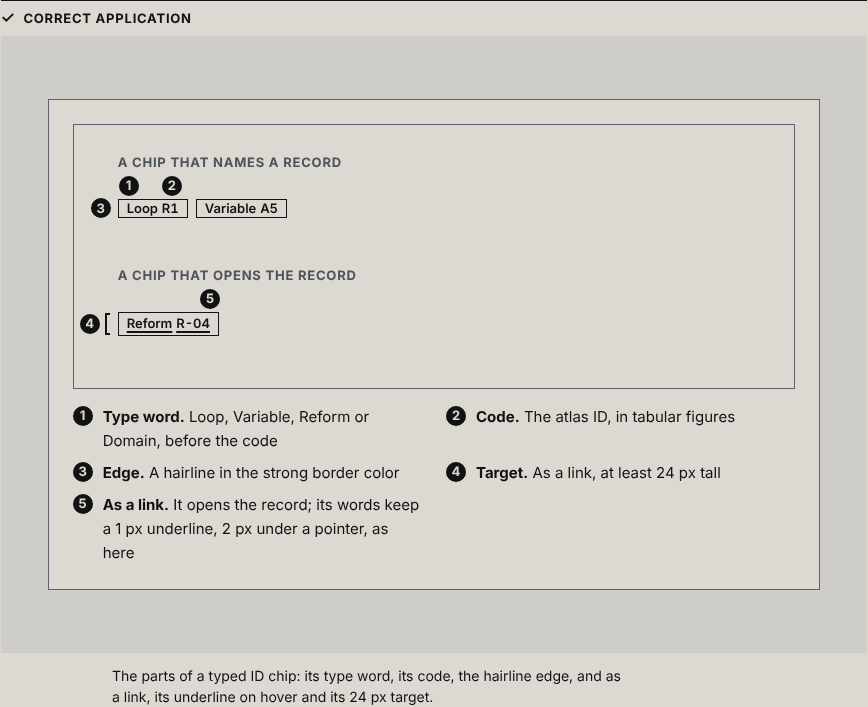 ✓ CORRECT APPLICATION
A CHIP THAT NAMES A RECORD
1 2
3 Loop R1 Variable A5
A CHIP THAT OPENS THE RECORD
5
4 Reform R-04
1 Type word. Loop, Variable, Reform or
Domain, before the code
2 Code. The atlas ID, in tabular figures
3 Edge. A hairline in the strong border color
4 Target. As a link, at least 24 px tall
5 As a link. It opens the record; its words keep
a 1 px underline, 2 px under a pointer, as
here
The parts of a typed ID chip: its type word, its code, the hairline edge, and as
a link, its underline on hover and its 24 px target.